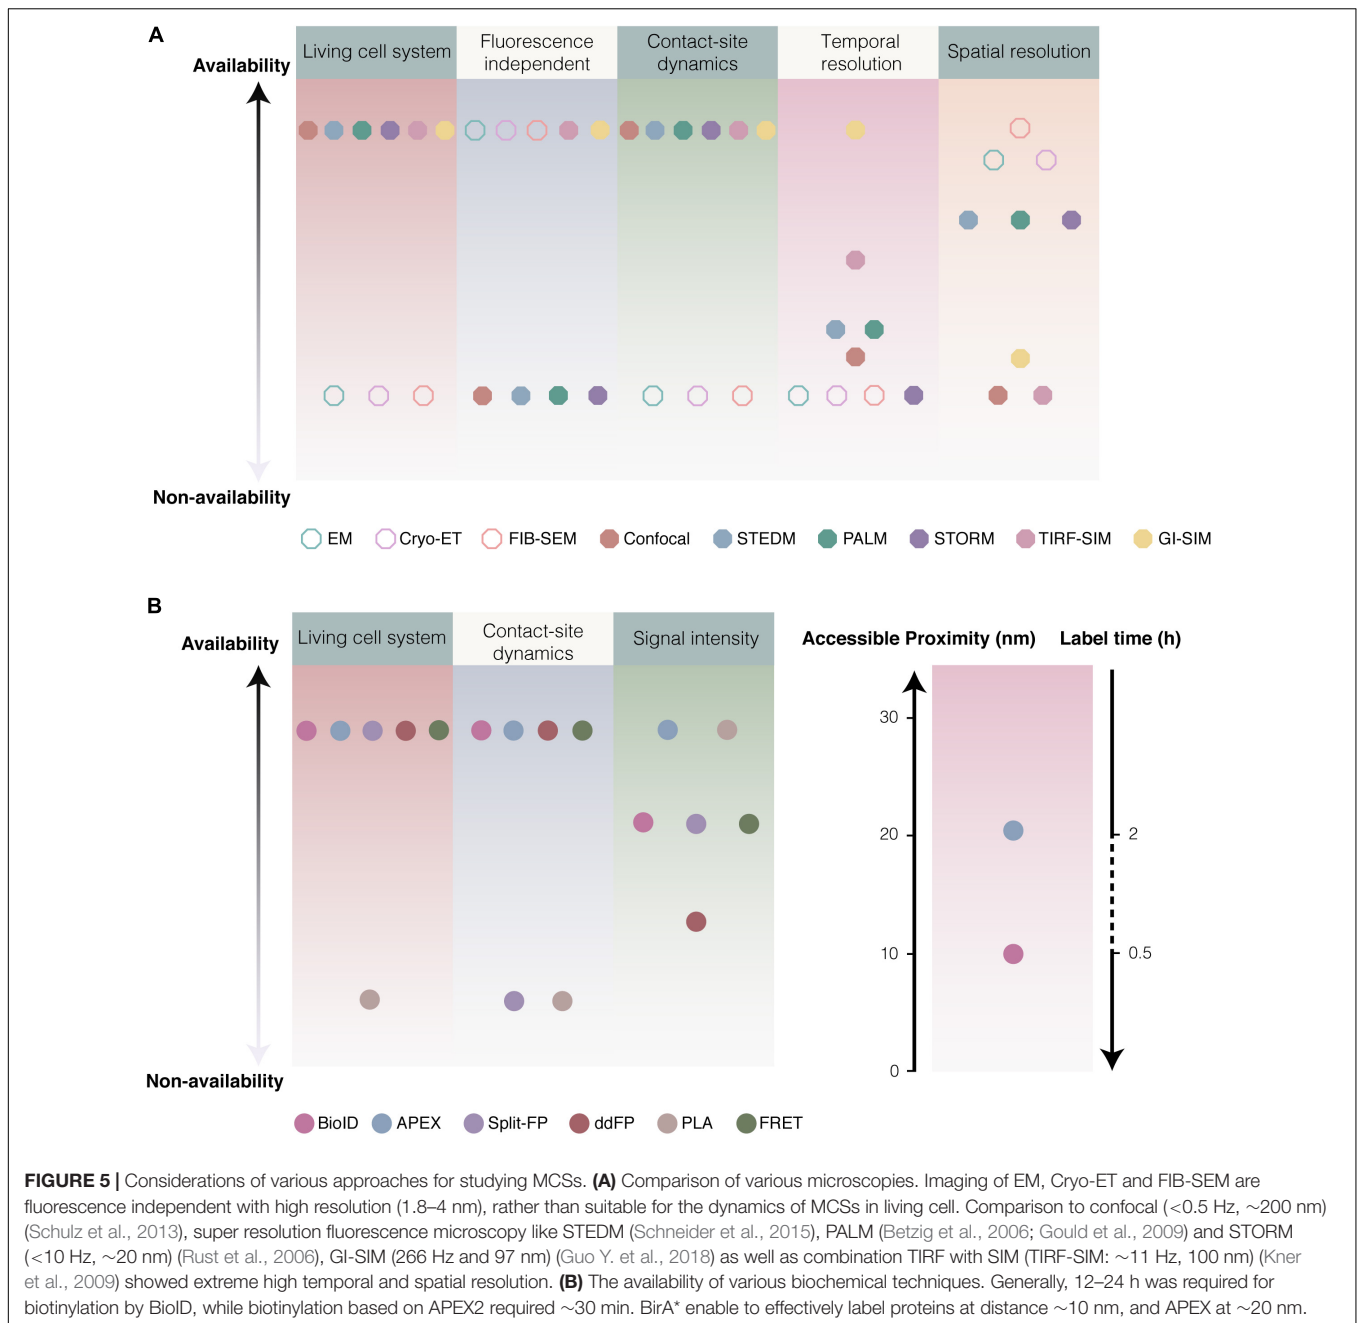 A
Availability
Living cell system
Fluorescence
independent
Contact-site
dynamics
Temporal
resolution
Spatial resolution
Non-availability
EM Cryo-ET FIB-SEM Confocal STEDM PALM STORM TIRF-SIM GI-SIM
B
Availability
Living cell system
Contact-site
dynamics
Signal intensity
Non-availability
BioID APEX Split-FP ddFP PLA FRET
Accessible Proximity (nm) Label time (h)
30
20
2
10
0.5
0
FIGURE 5 | Considerations of various approaches for studying MCSs. (A) Comparison of various microscopies. Imaging of EM, Cryo-ET and FIB-SEM are
fluorescence independent with high resolution (1.8–4 nm), rather than suitable for the dynamics of MCSs in living cell. Comparison to confocal (<0.5 Hz, ∼200 nm)
(Schulz et al., 2013), super resolution fluorescence microscopy like STEDM (Schneider et al., 2015), PALM (Betzig et al., 2006; Gould et al., 2009) and STORM
(<10 Hz, ∼20 nm) (Rust et al., 2006), GI-SIM (266 Hz and 97 nm) (Guo Y. et al., 2018) as well as combination TIRF with SIM (TIRF-SIM: ∼11 Hz, 100 nm) (Kner
et al., 2009) showed extreme high temporal and spatial resolution. (B) The availability of various biochemical techniques. Generally, 12–24 h was required for
biotinylation by BioID, while biotinylation based on APEX2 required ∼30 min. BirA* enable to effectively label proteins at distance ∼10 nm, and APEX at ∼20 nm.